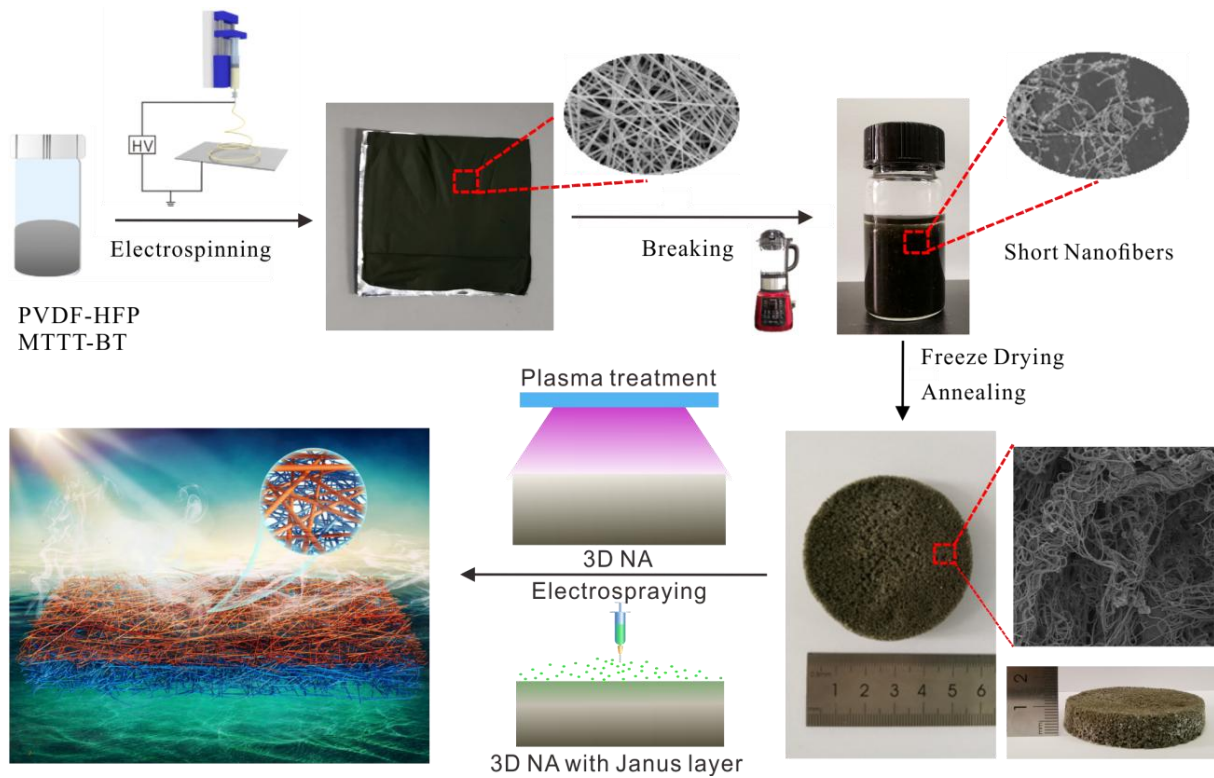 HV
Electrospinning
PVDF-HFP
MTTT-BT
Breaking
Short Nanofibers
Freeze Drying
Annealing
Plasma treatment
3D NA
Electrospraying
3D NA with Janus layer
1 2 3 4 5 6
1 2